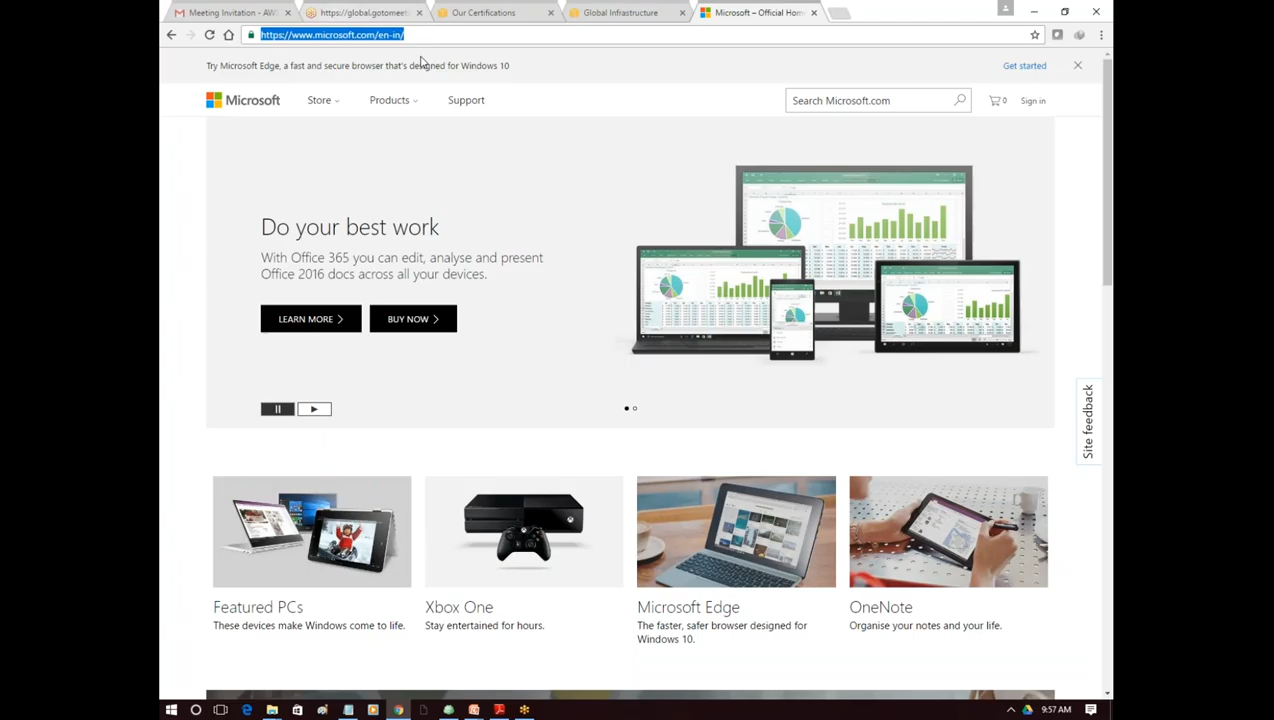 Meeting Invitation - AW
https://global.gotomeeti
Our Certifications
Global Infrastructure
Microsoft – Official Hom
https://www.microsoft.com/en-in/
Try Microsoft Edge, a fast and secure browser that's designed for Windows 10
Get started
Microsoft
Store
Products
Support
Search Microsoft.com
0
Sign in
Do your best work
With Office 365 you can edit, analyse and present
Office 2016 docs across all your devices.
LEARN MORE
BUY NOW
Site feedback
Featured PCs
These devices make Windows come to life.
Xbox One
Stay entertained for hours.
Microsoft Edge
The faster, safer browser designed for
Windows 10.
OneNote
Organise your notes and your life.
9:57 AM